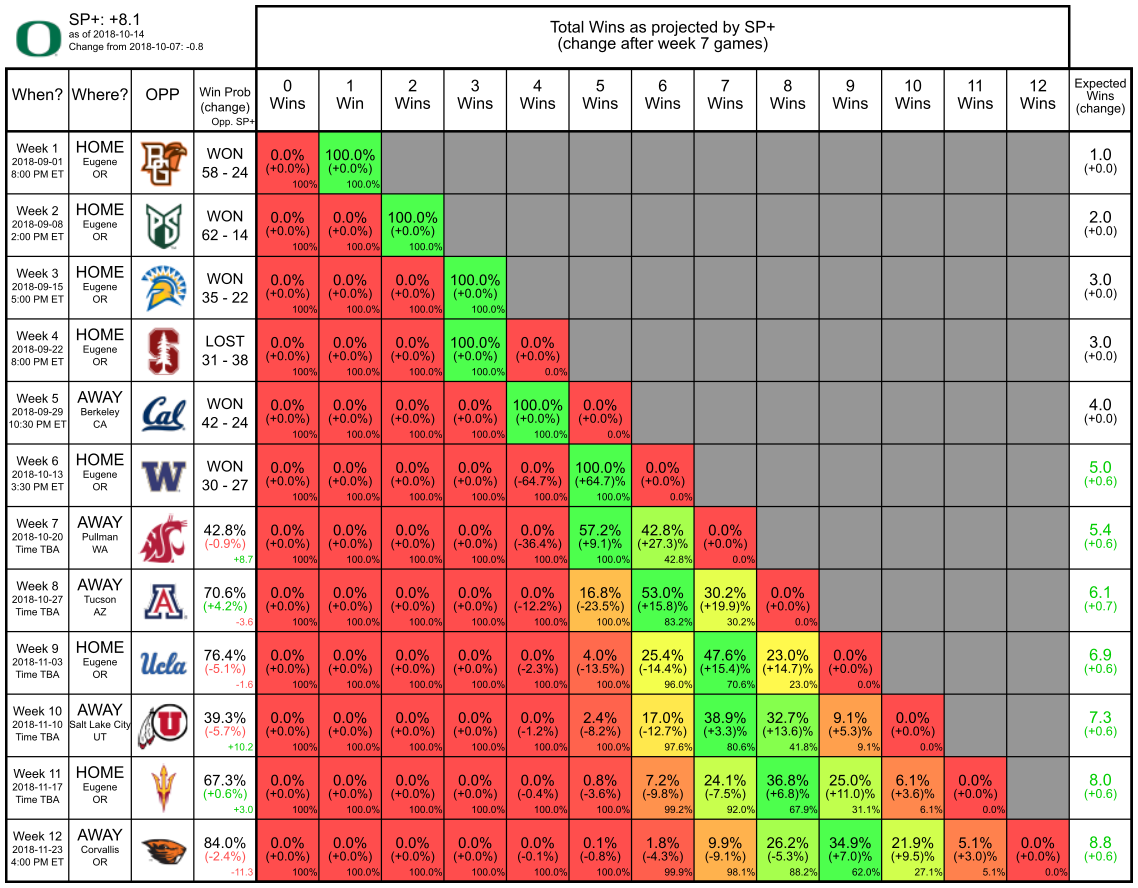 SP+: +8.1
as of 2018-10-14
Change from 2018-10-07: -0.8
Total Wins as projected by SP+
(change after week 7 games)
When? Where? OPP Win Prob (change) Opp. SP+ 0 Wins 1 Win 2 Wins 3 Wins 4 Wins 5 Wins 6 Wins 7 Wins 8 Wins 9 Wins 10 Wins 11 Wins 12 Wins Expected Wins (change)
Week 1 HOME WON 0.0% 100.0% 1.0
2018-09-01 Eugene BG (+0.0%) (+0.0%) (+0.0)
8:00 PM ET OR 58 - 24 100% 100.0%
Week 2 HOME WON 0.0% 0.0% 100.0% 2.0
2018-09-08 Eugene PS (+0.0%) (+0.0%) (+0.0%) (+0.0)
2:00 PM ET OR 62 - 14 100% 100.0% 100.0%
Week 3 HOME WON 0.0% 0.0% 0.0% 100.0% 3.0
2018-09-15 Eugene (+0.0%) (+0.0%) (+0.0%) (+0.0%) (+0.0)
5:00 PM ET OR 35 - 22 100% 100.0% 100.0% 100.0%
Week 4 HOME LOST 0.0% 0.0% 0.0% 100.0% 0.0% 3.0
2018-09-22 Eugene S (+0.0%) (+0.0%) (+0.0%) (+0.0%) (+0.0%) (+0.0)
8:00 PM ET OR 31 - 38 100% 100.0% 100.0% 100.0% 0.0%
Week 5 AWAY WON 0.0% 0.0% 0.0% 0.0% 100.0% 0.0% 4.0
2018-09-29 Berkeley Cal (+0.0%) (+0.0%) (+0.0%) (+0.0%) (+0.0%) (+0.0%) (+0.0)
10:30 PM ET CA 42 - 24 100% 100.0% 100.0% 100.0% 100.0% 0.0%
Week 6 HOME WON 0.0% 0.0% 0.0% 0.0% 0.0% 100.0% 0.0% 5.0
2018-10-13 Eugene W (+0.0%) (+0.0%) (+0.0%) (+0.0%) (-64.7%) (+64.7)% (+0.0%) (+0.6)
3:30 PM ET OR 30 - 27 100% 100.0% 100.0% 100.0% 100.0% 100.0% 0.0%
Week 7 AWAY 42.8% 0.0% 0.0% 0.0% 0.0% 0.0% 57.2% 42.8% 0.0% 5.4
2018-10-20 Pullman (-0.9%) (+0.0%) (+0.0%) (+0.0%) (+0.0%) (-36.4%) (+9.1)% (+27.3)% (+0.0%) (+0.6)
Time TBA WA +8.7 100% 100.0% 100.0% 100.0% 100.0% 100.0% 42.8% 0.0%
Week 8 AWAY 70.6% 0.0% 0.0% 0.0% 0.0% 0.0% 16.8% 53.0% 30.2% 0.0% 6.1
2018-10-27 Tucson A (+4.2%) (+0.0%) (+0.0%) (+0.0%) (+0.0%) (-12.2%) (-23.5%) (+15.8)% (+19.9)% (+0.0%) (+0.7)
Time TBA AZ -3.6 100% 100.0% 100.0% 100.0% 100.0% 100.0% 83.2% 30.2% 0.0%
Week 9 HOME 76.4% 0.0% 0.0% 0.0% 0.0% 0.0% 4.0% 25.4% 47.6% 23.0% 0.0% 6.9
2018-11-03 Eugene Ucla (-5.1%) (+0.0%) (+0.0%) (+0.0%) (+0.0%) (-2.3%) (-13.5%) (-14.4%) (+15.4)% (+14.7)% (+0.0%) (+0.6)
Time TBA OR -1.6 100% 100.0% 100.0% 100.0% 100.0% 100.0% 96.0% 70.6% 23.0% 0.0%
Week 10 AWAY 39.3% 0.0% 0.0% 0.0% 0.0% 0.0% 2.4% 17.0% 38.9% 32.7% 9.1% 0.0% 7.3
2018-11-10 Salt Lake City U (-5.7%) (+0.0%) (+0.0%) (+0.0%) (+0.0%) (-1.2%) (-8.2%) (-12.7%) (+3.3)% (+13.6)% (+5.3)% (+0.0%) (+0.6)
Time TBA UT +10.2 100% 100.0% 100.0% 100.0% 100.0% 100.0% 97.6% 80.6% 41.8% 9.1% 0.0%
Week 11 HOME 67.3% 0.0% 0.0% 0.0% 0.0% 0.0% 0.8% 7.2% 24.1% 36.8% 25.0% 6.1% 0.0% 8.0
2018-11-17 Eugene (+0.6%) (+0.0%) (+0.0%) (+0.0%) (+0.0%) (-0.4%) (-3.6%) (-9.8%) (-7.5%) (+6.8)% (+11.0)% (+3.6)% (+0.0%) (+0.6)
Time TBA OR +3.0 100% 100.0% 100.0% 100.0% 100.0% 100.0% 99.2% 92.0% 67.9% 31.1% 6.1% 0.0%
Week 12 AWAY 84.0% 0.0% 0.0% 0.0% 0.0% 0.0% 0.1% 1.8% 9.9% 26.2% 34.9% 21.9% 5.1% 0.0% 8.8
2018-11-23 Corvallis (-2.4%) (+0.0%) (+0.0%) (+0.0%) (+0.0%) (-0.1%) (-0.8%) (-4.3%) (-9.1%) (-5.3%) (+7.0)% (+9.5)% (+3.0)% (+0.0%) (+0.6)
4:00 PM ET OR -11.3 100% 100.0% 100.0% 100.0% 100.0% 100.0% 99.9% 98.1% 88.2% 62.0% 27.1% 5.1% 0.0%